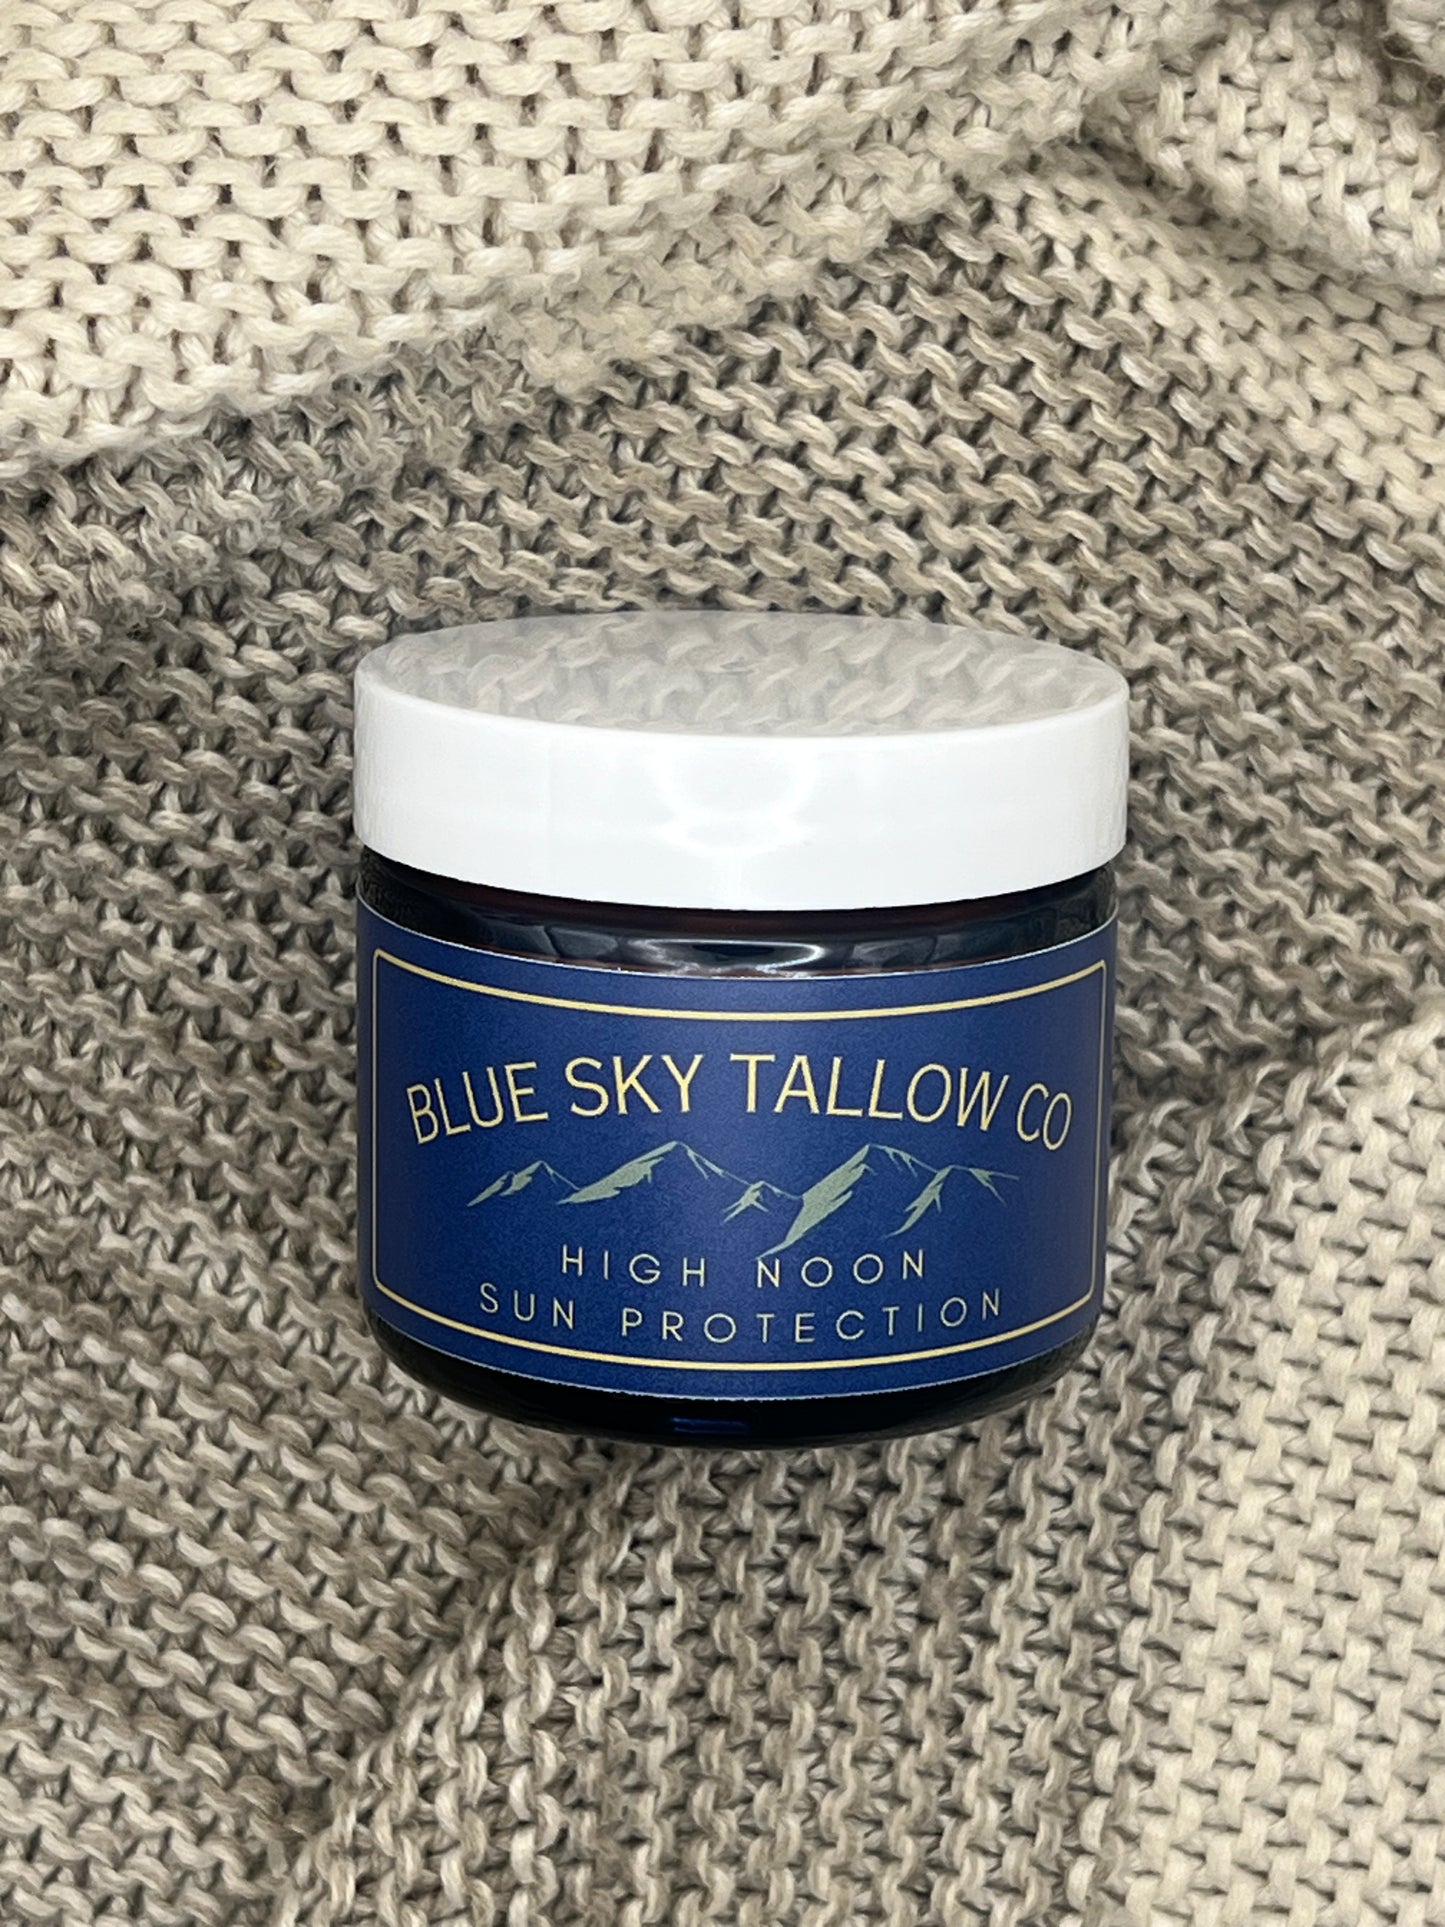 BLUE SKY TALLOW CO
HIGH NOON
SUN PROTECTION